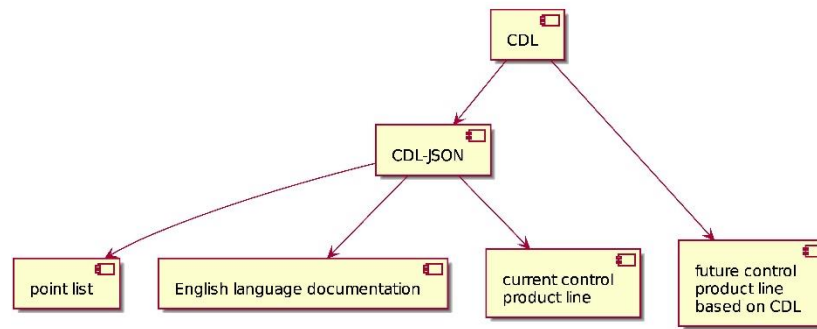 CDL
CDL-JSON
point list
English language documentation
current control
product line
future control
product line
based on CDL